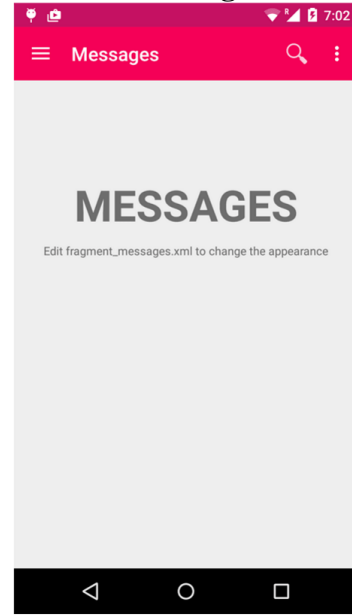 R
7:02
Messages
MESSAGES
Edit fragment_messages.xml to change the appearance